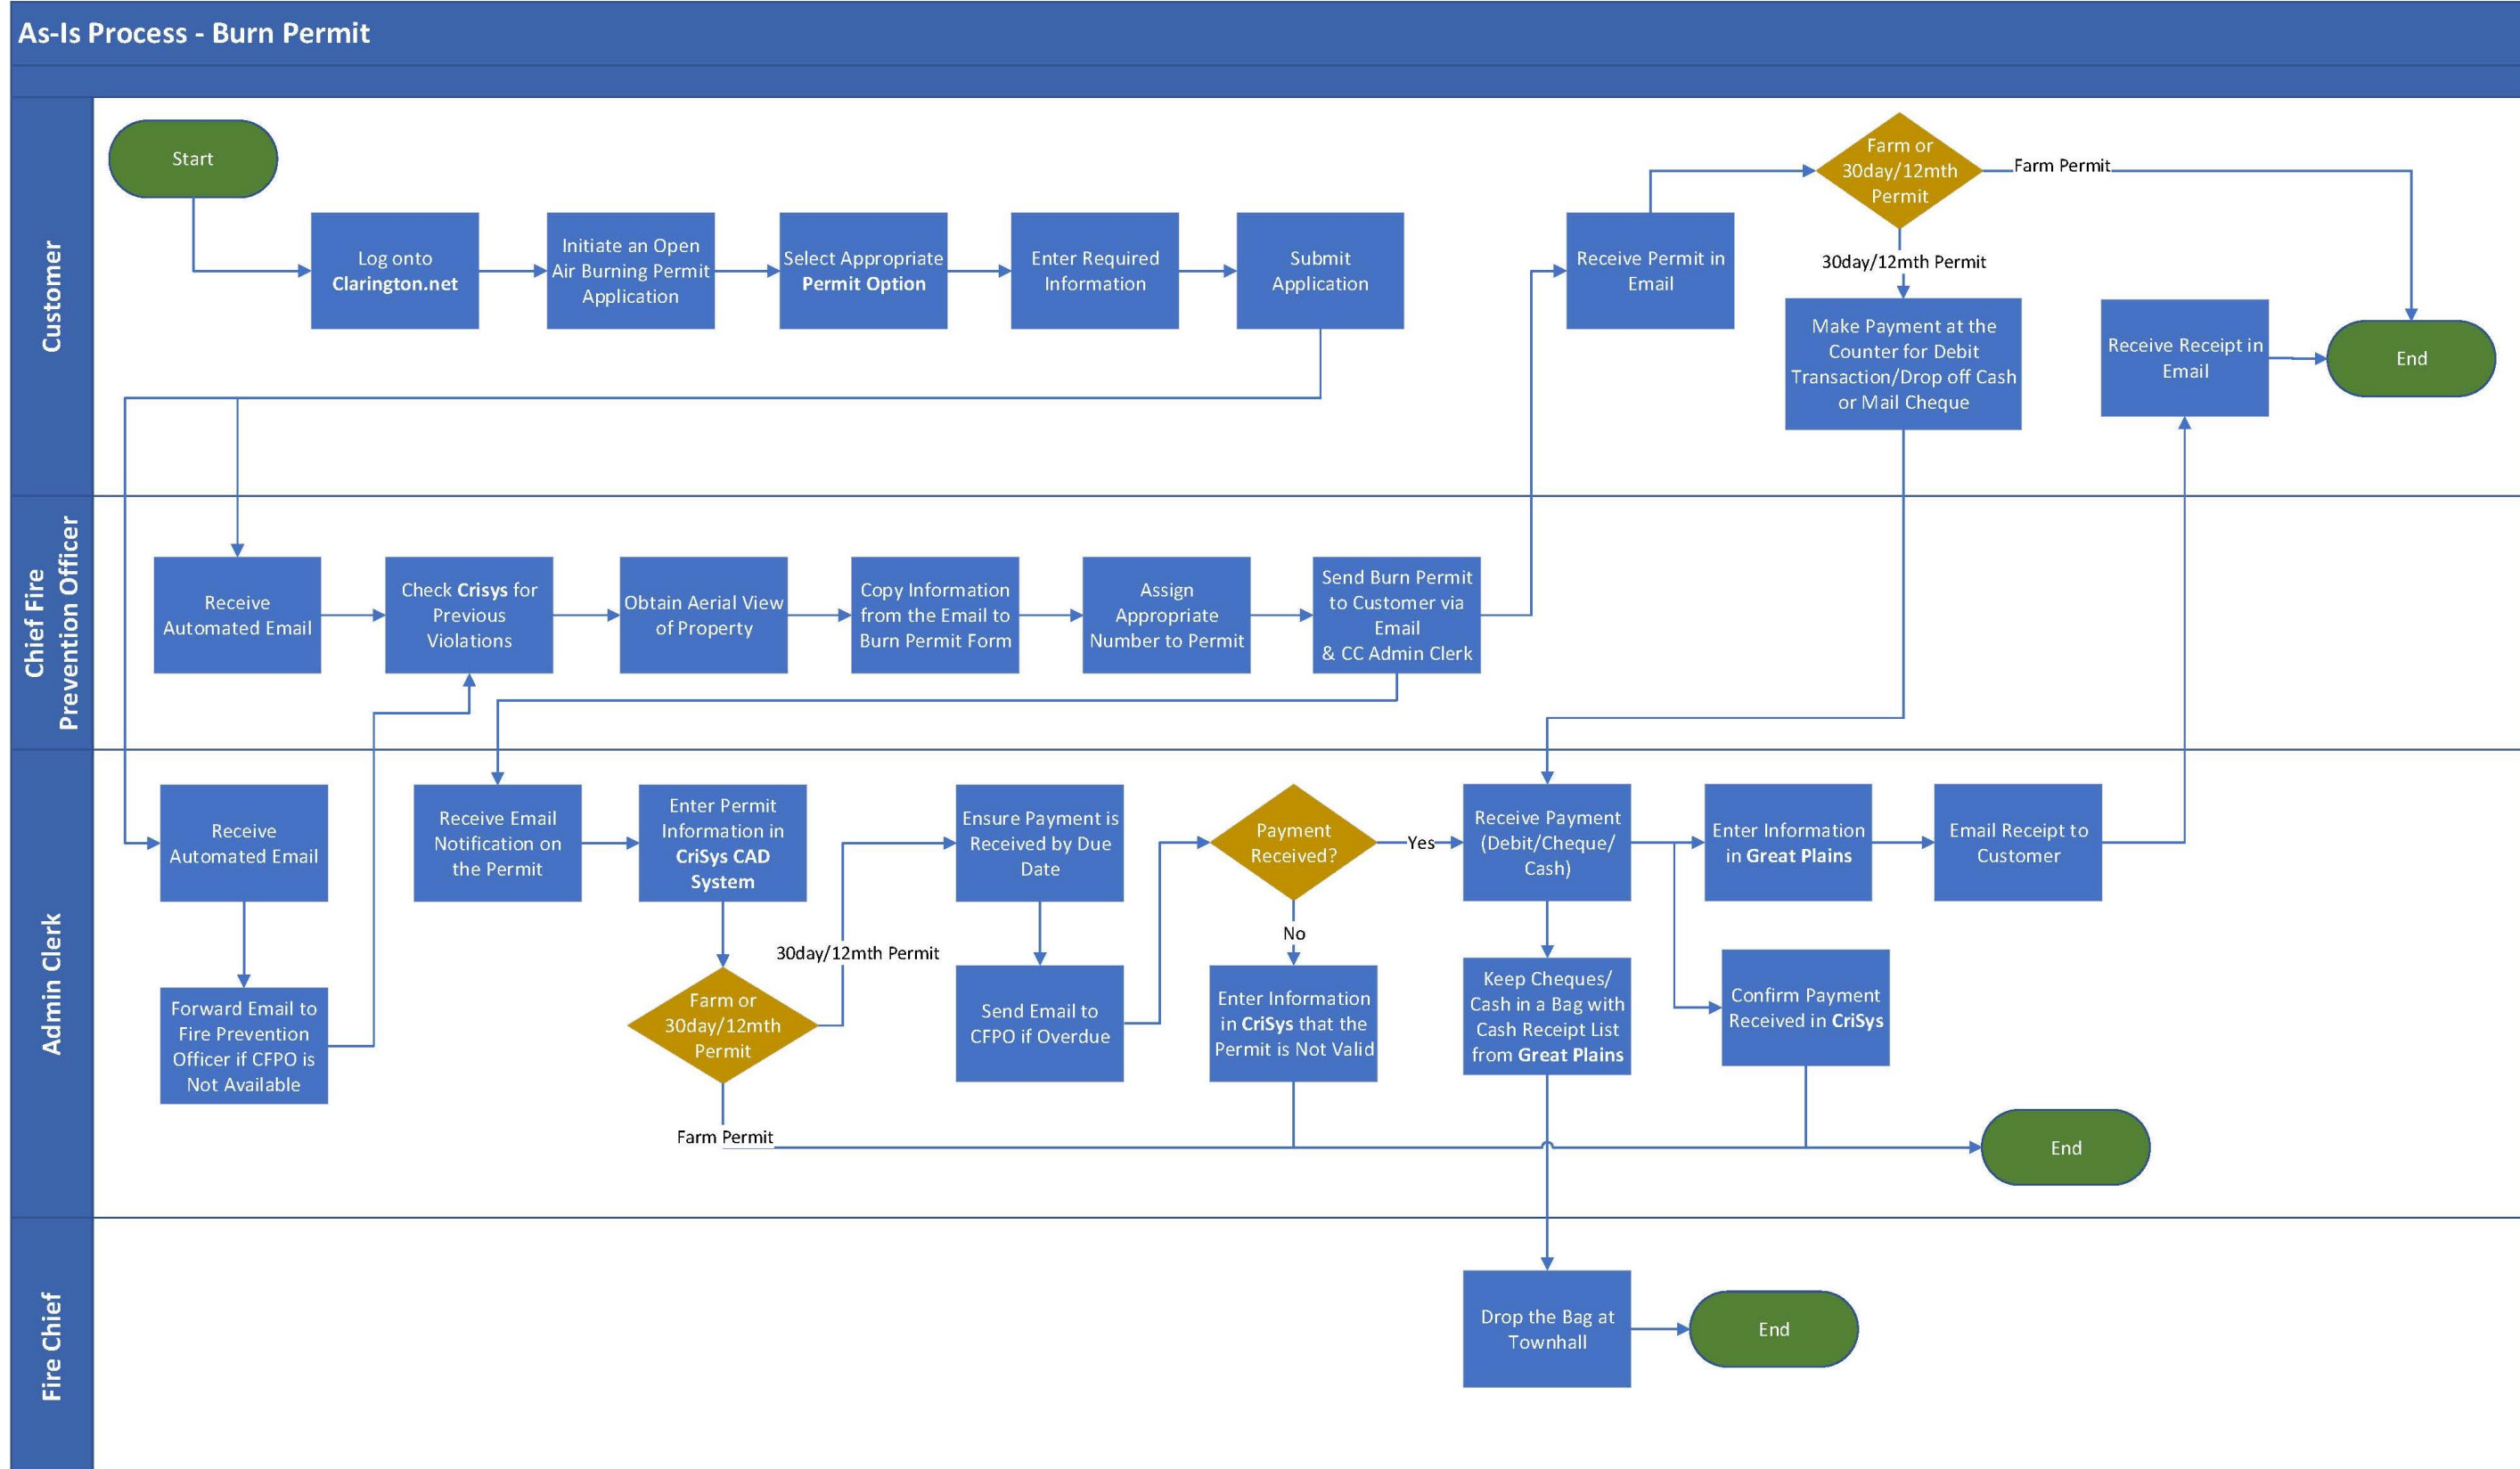 As-Is Process - Burn Permit
Customer
Start
Log onto
Clarington.net
Initiate an Open
Air Burning Permit
Application
Select Appropriate
Permit Option
Enter Required
Information
Submit
Application
Receive Permit in
Email
Farm or
30day/12mth
Permit
Farm Permit
30day/12mth Permit
Make Payment at the
Counter for Debit
Transaction/Drop off Cash
or Mail Cheque
Receive Receipt in
Email
End
Chief Fire
Prevention Officer
Receive
Automated Email
Check Crisys for
Previous
Violations
Obtain Aerial View
of Property
Copy Information
from the Email to
Burn Permit Form
Assign
Appropriate
Number to Permit
Send Burn Permit
to Customer via
Email
& CC Admin Clerk
Admin Clerk
Receive
Automated Email
Forward Email to
Fire Prevention
Officer if CFPO is
Not Available
Receive Email
Notification on
the Permit
Enter Permit
Information in
CriSys CAD
System
Farm or
30day/12mth
Permit
30day/12mth Permit
Farm Permit
Ensure Payment is
Received by Due
Date
Send Email to
CFPO if Overdue
Payment
Received?
Yes
No
Enter Information
in CriSys that the
Permit is Not Valid
Receive Payment
(Debit/Cheque/
Cash)
Keep Cheques/
Cash in a Bag with
Cash Receipt List
from Great Plains
Enter Information
in Great Plains
Confirm Payment
Received in CriSys
Email Receipt to
Customer
End
Fire Chief
Drop the Bag at
Townhall
End